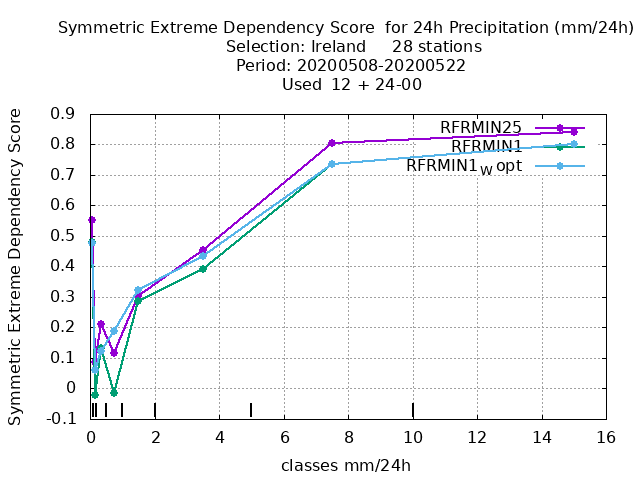 Symmetric Extreme Dependency Score  for 24h Precipitation (mm/24h)
Selection: Ireland     28 stations
Period: 20200508-20200522
Used  12 + 24-00
Symmetric Extreme Dependency Score
0.9
0.8
0.7
0.6
0.5
0.4
0.3
0.2
0.1
0
-0.1
RFRMIN25
RFRMIN1
RFRMIN1w opt
0 2 4 6 8 10 12 14 16
classes mm/24h